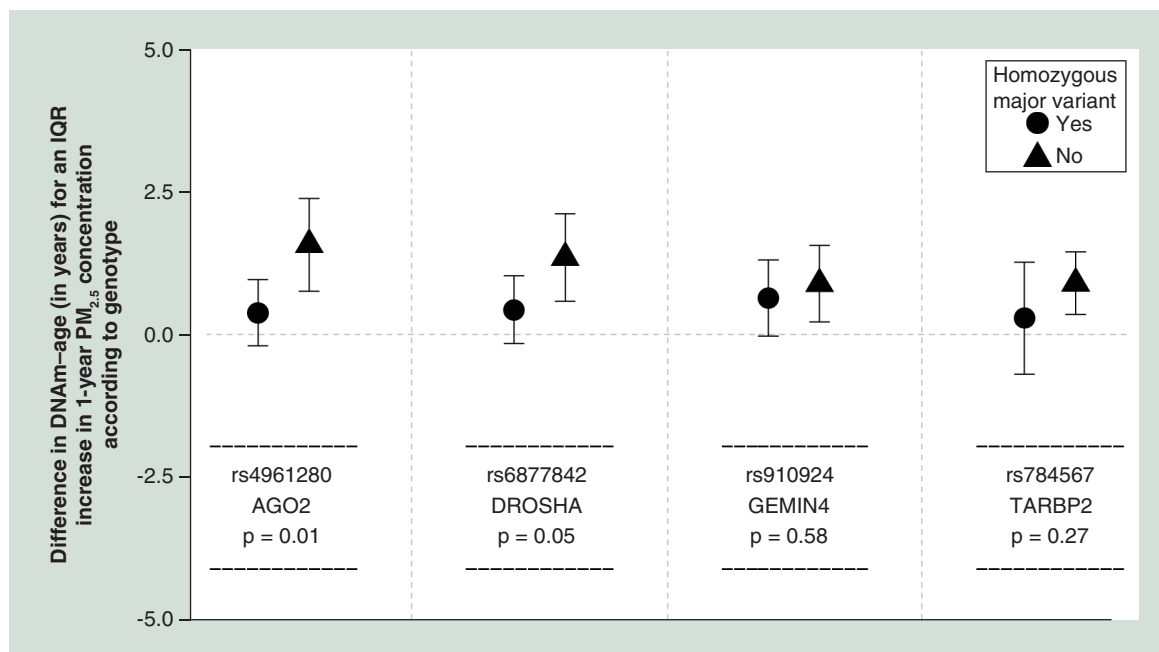 Difference in DNAm–age (in years) for an IQR
increase in 1-year PM2.5 concentration
according to genotype
5.0
2.5
0.0
-2.5
-5.0
Homozygous
major variant
Yes
No
rs4961280
AGO2
p = 0.01
rs6877842
DROSHA
p = 0.05
rs910924
GEMIN4
p = 0.58
rs784567
TARBP2
p = 0.27